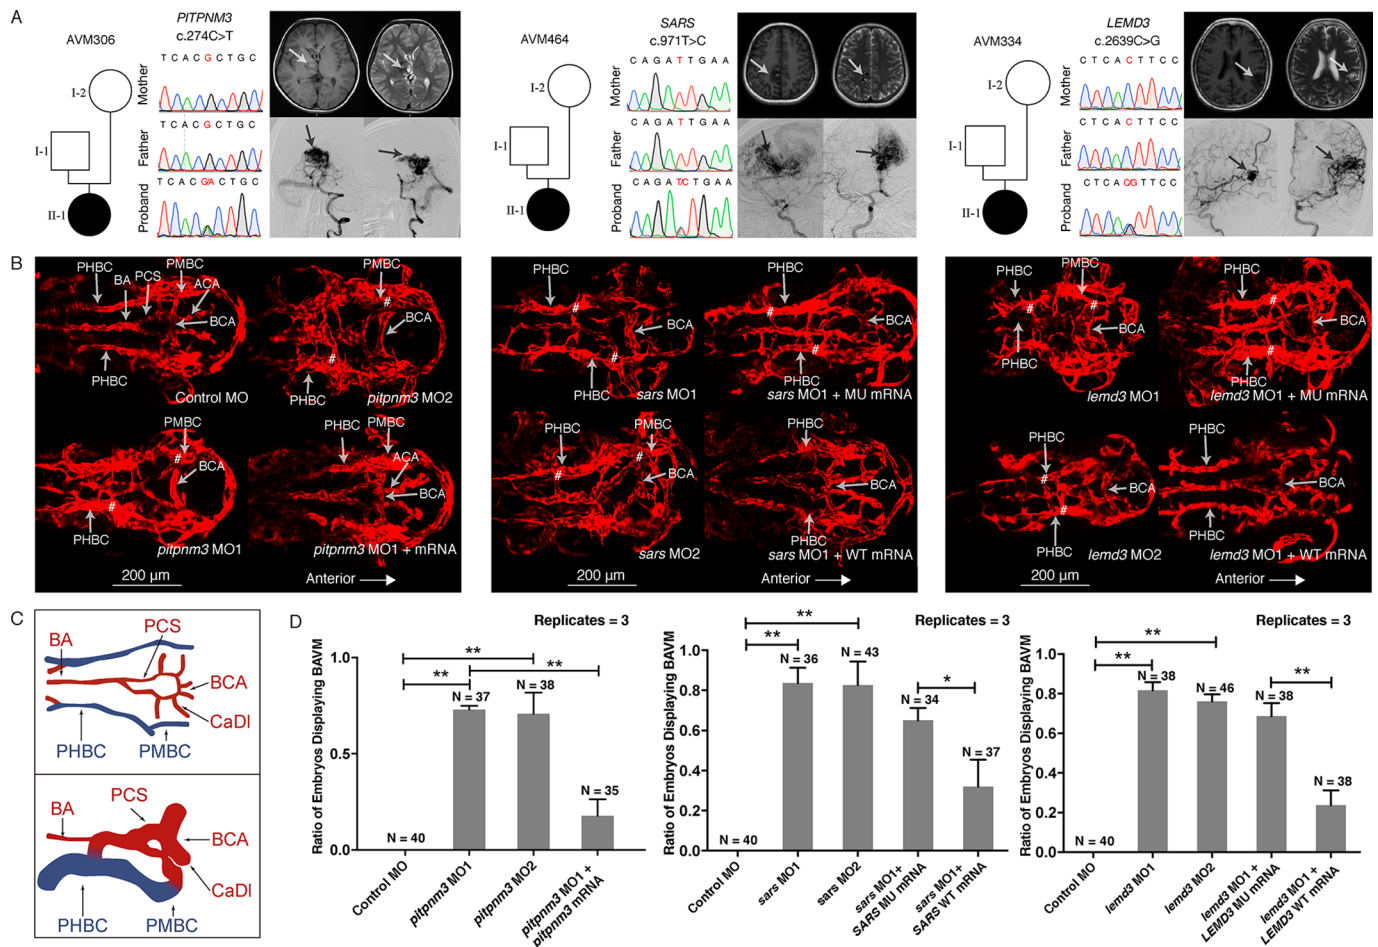 A
AVM306
PITPNM3
c.274C>T
T C A C G C T G C
Mother
T C A C G C T G C
Father
T C A C GA C T G C
Proband
I-2
I-1
II-1
AVM464
SARS
c.971T>C
C A G A T T G A A
Mother
C A G A T T G A A
Father
C A G A T/C T G A A
Proband
I-2
I-1
II-1
AVM334
LEMD3
c.2639C>G
C T C A C T T C C
Mother
C T C A C T T C C
Father
C T C A CG T T C C
Proband
I-2
I-1
II-1
B
PHBC
BA
PCS
PMBC
ACA
BCA
PHBC
Control MO
PMBC
#
BCA
#
PHBC
pitpnm3 MO2
PMBC
#
BCA
#
PHBC
pitpnm3 MO1
PHBC
PMBC
ACA
BCA
pitpnm3 MO1 + mRNA
200 µm
Anterior
PHBC
#
BCA
#
PHBC
sars MO1
PHBC
#
BCA
#
PHBC
sars MO1 + MU mRNA
PHBC
PMBC
#
#
BCA
sars MO2
PHBC
BCA
PHBC
sars MO1 + WT mRNA
200 µm
Anterior
PHBC
PMBC
#
#
BCA
PHBC
lemd3 MO1
PHBC
#
BCA
#
PHBC
lemd3 MO1 + MU mRNA
PHBC
#
BCA
#
PHBC
lemd3 MO2
PHBC
BCA
PHBC
lemd3 MO1 + WT mRNA
200 µm
Anterior
C
BA
PCS
BCA
CaDI
PHBC
PMBC
BA
PCS
BCA
CaDI
PHBC
PMBC
D
Replicates = 3
Ratio of Embryos Displaying BAVM
1.0
0.5
0.0
**
**
**
N = 40
N = 37
N = 38
N = 35
Control MO
pitpnm3 MO1
pitpnm3 MO2
pitpnm3 MO1 +
pitpnm3 mRNA
Replicates = 3
Ratio of Embryos Displaying BAVM
1.0
0.8
0.6
0.4
0.2
0.0
**
**
*
N = 40
N = 36
N = 43
N = 34
N = 37
Control MO
sars MO1
sars MO2
sars MO1+
SARS MU mRNA
sars MO1+
SARS WT mRNA
Replicates = 3
Ratio of Embryos Displaying BAVM
1.0
0.8
0.6
0.4
0.2
0.0
**
**
**
N = 40
N = 38
N = 46
N = 38
N = 38
Control MO
lemd3 MO1
lemd3 MO2
lemd3 MO1 +
LEMD3 MU mRNA
lemd3 MO1 +
LEMD3 WT mRNA